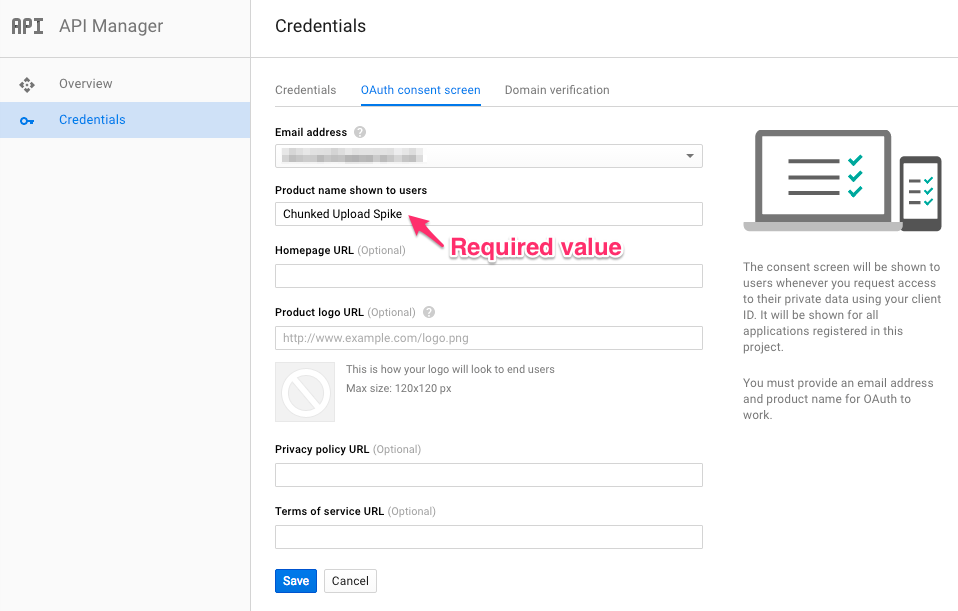 API API Manager
Credentials
Overview
Credentials
Credentials OAuth consent screen Domain verification
Email address ?
Product name shown to users
Chunked Upload Spike
Required value
Homepage URL (Optional)
Product logo URL (Optional) ?
http://www.example.com/logo.png
This is how your logo will look to end users
Max size: 120x120 px
Privacy policy URL (Optional)
Terms of service URL (Optional)
Save Cancel
The consent screen will be shown to
users whenever you request access
to their private data using your client
ID. It will be shown for all
applications registered in this
project.
You must provide an email address
and product name for OAuth to
work.